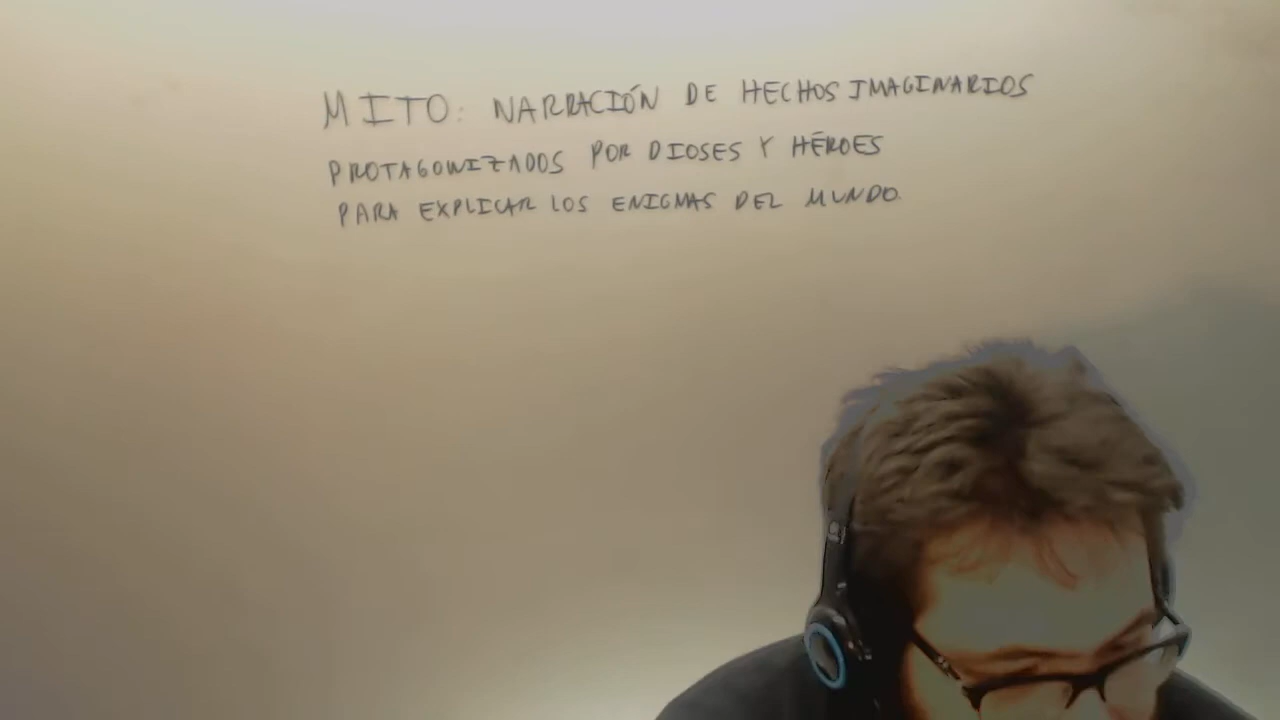 MITO: NARRACIÓN DE HECHOS IMAGINARIOS
PROTAGONIZADOS POR DIOSES Y HÉROES
PARA EXPLICAR LOS ENIGMAS DEL MUNDO.